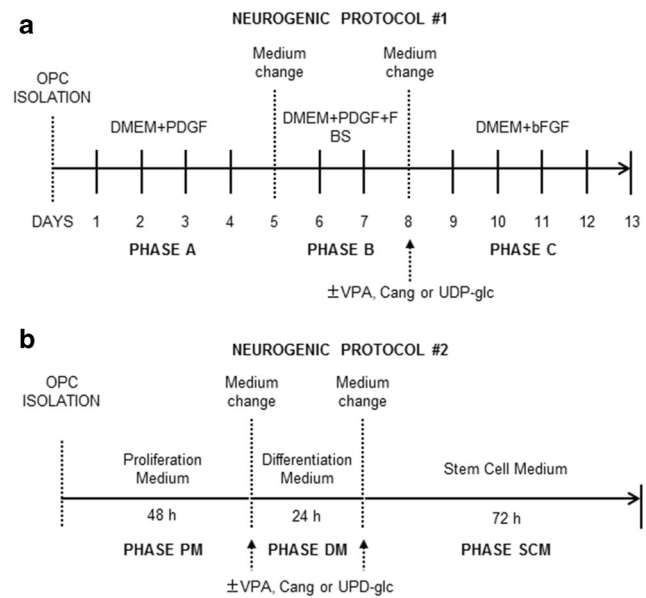 a
NEUROGENIC PROTOCOL #1
OPC
ISOLATION
Medium
change
Medium
change
DMEM+PDGF
DMEM+PDGF+F
BS
DMEM+bFGF
DAYS 1 2 3 4 5 6 7 8 9 10 11 12 13
PHASE A
PHASE B
PHASE C
±VPA, Cang or UDP-glc
b
NEUROGENIC PROTOCOL #2
OPC
ISOLATION
Medium
change
Medium
change
Proliferation
Medium
Differentiation
Medium
Stem Cell Medium
48 h
24 h
72 h
PHASE PM
PHASE DM
PHASE SCM
±VPA, Cang or UPD-glc